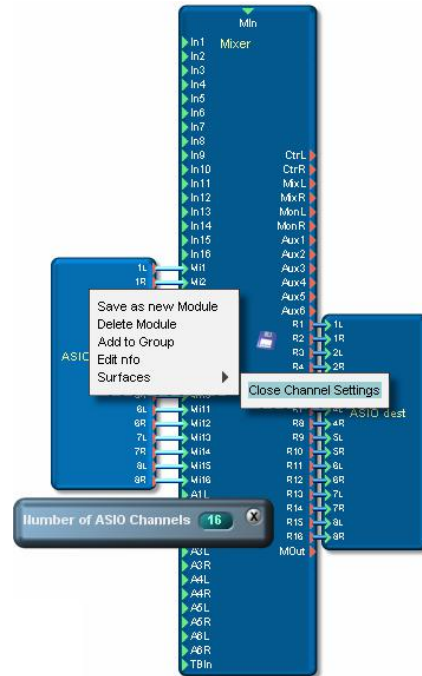 MIn
Mixer
In1
In2
In3
In4
In5
In6
In7
In8
In9
In10
In11
In12
In13
In14
In15
In16
Mi1
Mi2
Mi11
Mi12
Mi13
Mi14
Mi15
Mi16
A1L
A3L
A3R
A4L
A4R
A5L
A5R
A6L
A6R
TBIn
CtrL
CtrR
MixL
MixR
MonL
MonR
Aux1
Aux2
Aux3
Aux4
Aux5
Aux6
R1
R2
R3
R4
R8
R9
R10
R11
R12
R13
R14
R15
R16
MOut
1L
1R
ASIO
6L
6R
7L
7R
8L
8R
Save as new Module
Delete Module
Add to Group
Edit nfo
Surfaces
Close Channel Settings
Number of ASIO Channels 16
1L
1R
2L
2R
ASIO dest
4R
5L
5R
6L
6R
7L
7R
8L
8R